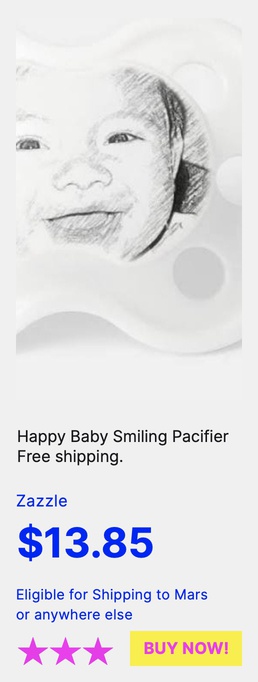 Happy Baby Smiling Pacifier
Free shipping.
Zazzle
$13.85
Eligible for Shipping to Mars
or anywhere else
BUY NOW!